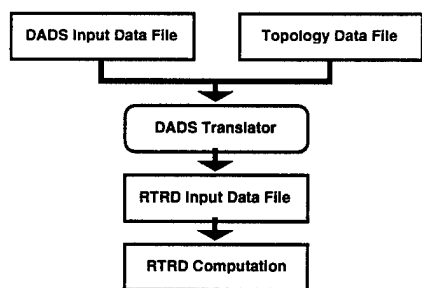 DADS Input Data File
Topology Data File
DADS Translator
RTRD Input Data File
RTRD Computation